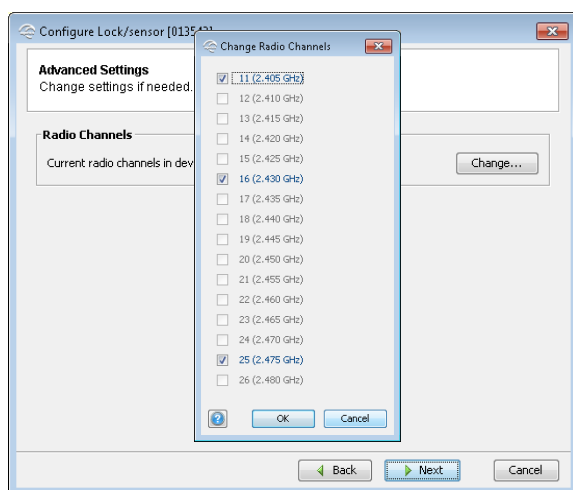 Configure Lock/sensor [013542]
Change Radio Channels
Advanced Settings
Change settings if needed.
Radio Channels
Current radio channels in dev
Change...
11 (2.405 GHz)
12 (2.410 GHz)
13 (2.415 GHz)
14 (2.420 GHz)
15 (2.425 GHz)
16 (2.430 GHz)
17 (2.435 GHz)
18 (2.440 GHz)
19 (2.445 GHz)
20 (2.450 GHz)
21 (2.455 GHz)
22 (2.460 GHz)
23 (2.465 GHz)
24 (2.470 GHz)
25 (2.475 GHz)
26 (2.480 GHz)
?
OK
Cancel
Back
Next
Cancel